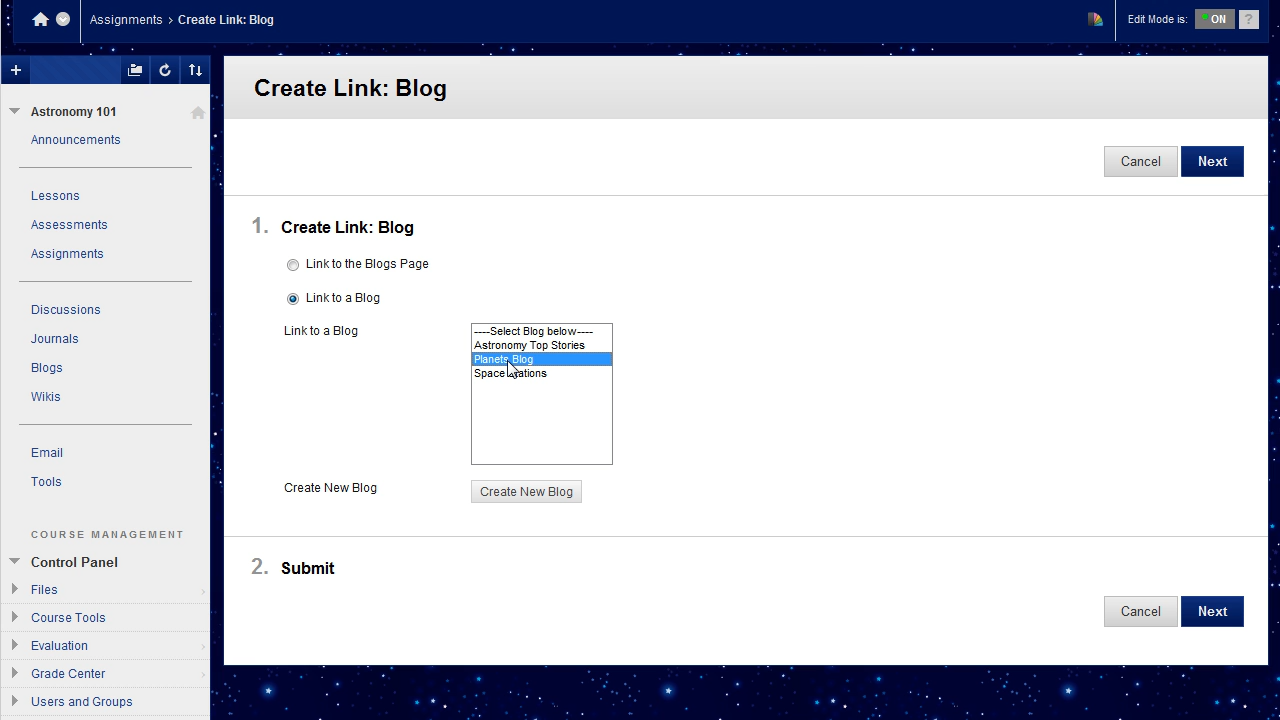 Assignments > Create Link: Blog
Edit Mode is: ON ?
Astronomy 101
Announcements
Lessons
Assessments
Assignments
Discussions
Journals
Blogs
Wikis
Email
Tools
COURSE MANAGEMENT
Control Panel
Files
Course Tools
Evaluation
Grade Center
Users and Groups
Create Link: Blog
Cancel Next
1. Create Link: Blog
Link to the Blogs Page
Link to a Blog
Link to a Blog
----Select Blog below----
Astronomy Top Stories
Planets Blog
Space
Create New Blog Create New Blog
2. Submit
Cancel Next